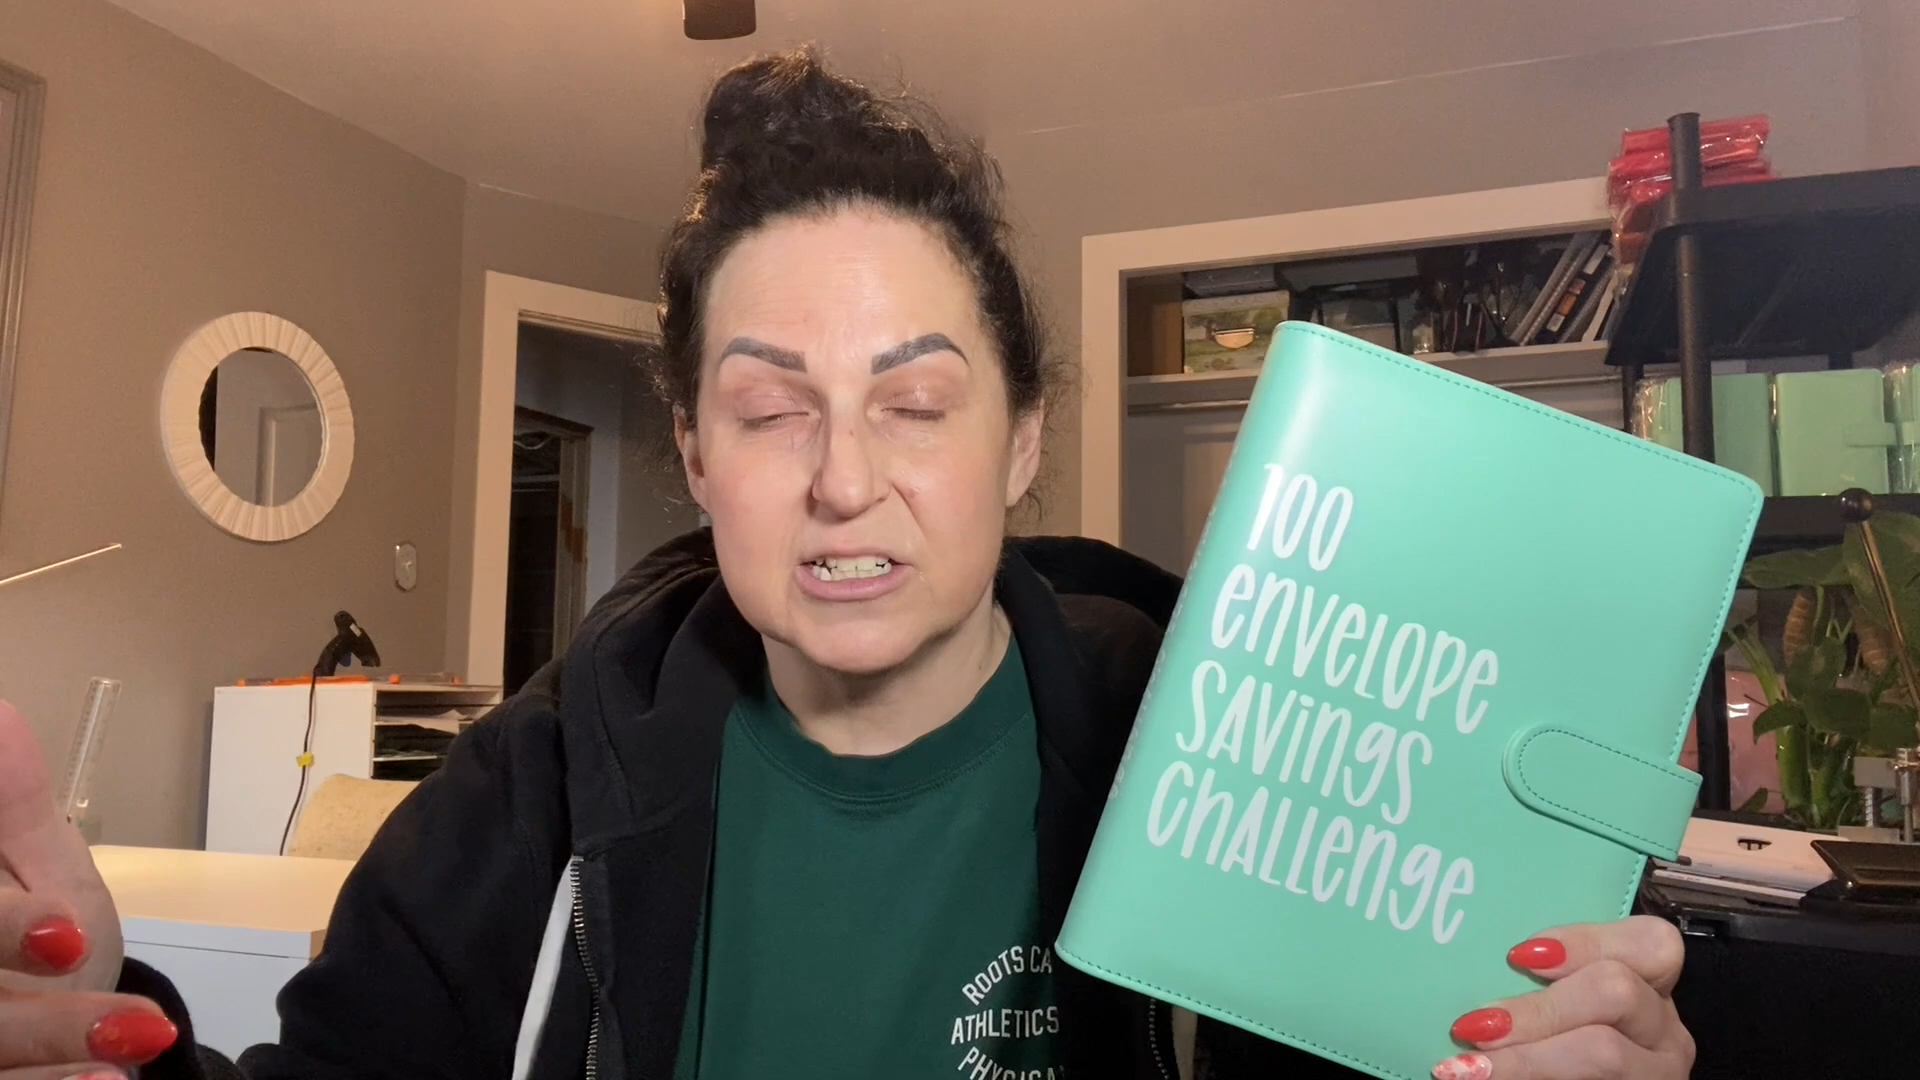 100
envelope
savings
challenge
ROOTS CA
ATHLETICS
PHYSICA